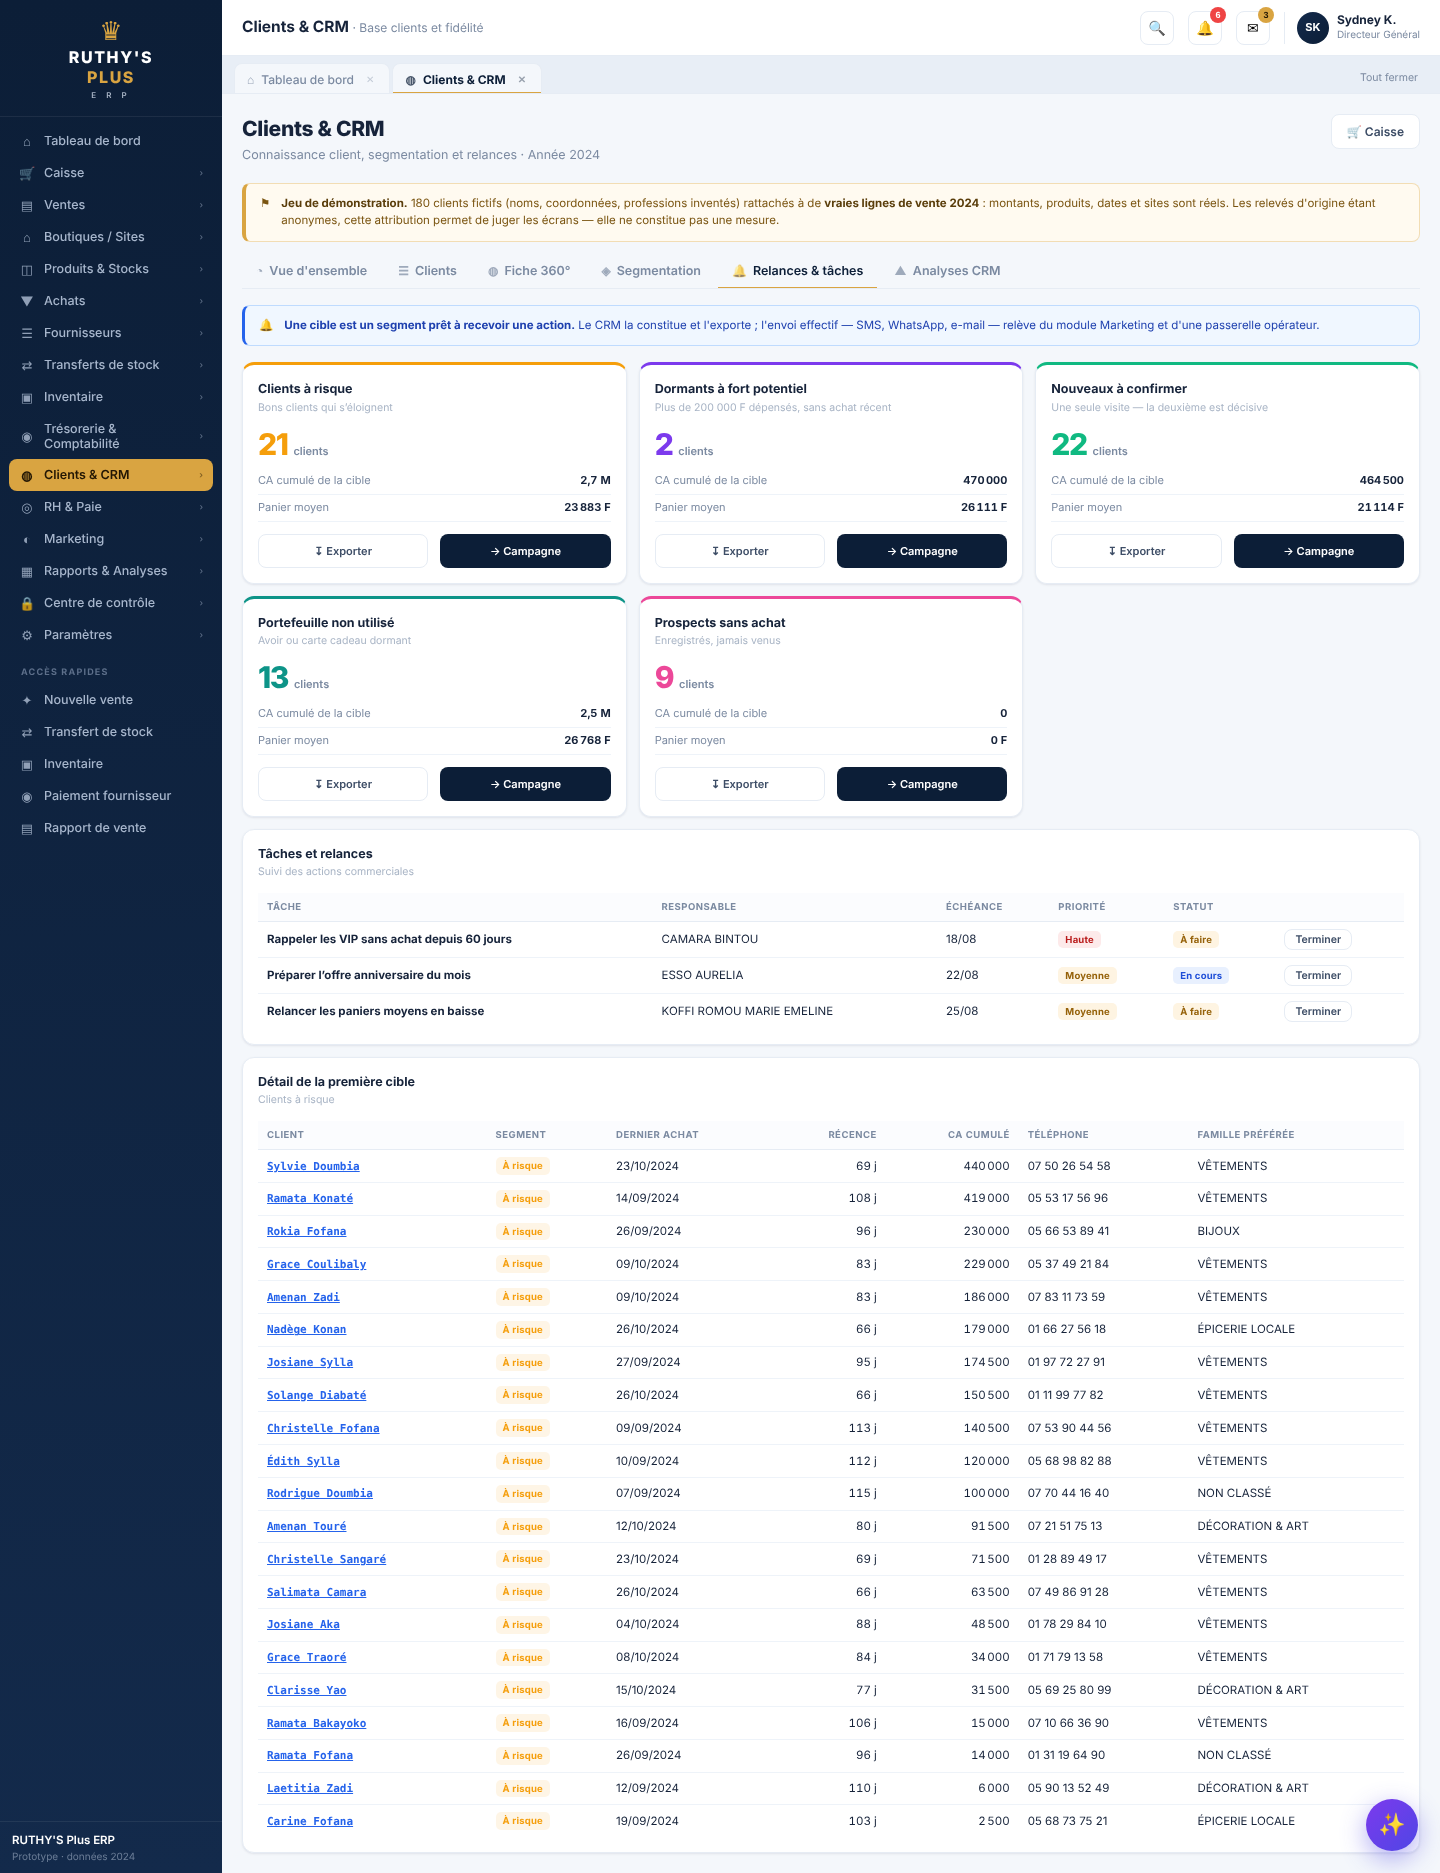 RUTHY'S
PLUS
E R P
Tableau de bord
Caisse
Ventes
Boutiques / Sites
Produits & Stocks
Achats
Fournisseurs
Transferts de stock
Inventaire
Trésorerie &
Comptabilité
Clients & CRM
RH & Paie
Marketing
Rapports & Analyses
Centre de contrôle
Paramètres
ACCÈS RAPIDES
Nouvelle vente
Transfert de stock
Inventaire
Paiement fournisseur
Rapport de vente
RUTHY'S Plus ERP
Prototype · données 2024
Clients & CRM · Base clients et fidélité
6
3
SK
Sydney K.
Directeur Général
Tableau de bord ×
Clients & CRM ×
Tout fermer
Clients & CRM
Connaissance client, segmentation et relances · Année 2024
Caisse
Jeu de démonstration. 180 clients fictifs (noms, coordonnées, professions inventés) rattachés à de vraies lignes de vente 2024 : montants, produits, dates et sites sont réels. Les relevés d'origine étant
anonymes, cette attribution permet de juger les écrans — elle ne constitue pas une mesure.
Vue d'ensemble
Clients
Fiche 360°
Segmentation
Relances & tâches
Analyses CRM
Une cible est un segment prêt à recevoir une action. Le CRM la constitue et l'exporte ; l'envoi effectif — SMS, WhatsApp, e-mail — relève du module Marketing et d'une passerelle opérateur.
Clients à risque
Bons clients qui s'éloignent
21 clients
CA cumulé de la cible 2,7 M
Panier moyen 23 883 F
↧ Exporter → Campagne
Dormants à fort potentiel
Plus de 200 000 F dépensés, sans achat récent
2 clients
CA cumulé de la cible 470 000
Panier moyen 26 111 F
↧ Exporter → Campagne
Nouveaux à confirmer
Une seule visite — la deuxième est décisive
22 clients
CA cumulé de la cible 464 500
Panier moyen 21 114 F
↧ Exporter → Campagne
Portefeuille non utilisé
Avoir ou carte cadeau dormant
13 clients
CA cumulé de la cible 2,5 M
Panier moyen 26 768 F
↧ Exporter → Campagne
Prospects sans achat
Enregistrés, jamais venus
9 clients
CA cumulé de la cible 0
Panier moyen 0 F
↧ Exporter → Campagne
Tâches et relances
Suivi des actions commerciales
TÂCHE RESPONSABLE ÉCHÉANCE PRIORITÉ STATUT
Rappeler les VIP sans achat depuis 60 jours CAMARA BINTOU 18/08 Haute À faire Terminer
Préparer l'offre anniversaire du mois ESSO AURELIA 22/08 Moyenne En cours Terminer
Relancer les paniers moyens en baisse KOFFI ROMOU MARIE EMELINE 25/08 Moyenne À faire Terminer
Détail de la première cible
Clients à risque
CLIENT SEGMENT DERNIER ACHAT RÉCENCE CA CUMULÉ TÉLÉPHONE FAMILLE PRÉFÉRÉE
Sylvie Doumbia À risque 23/10/2024 69 j 440 000 07 50 26 54 58 VÊTEMENTS
Ramata Konaté À risque 14/09/2024 108 j 419 000 05 53 17 56 96 VÊTEMENTS
Rokia Fofana À risque 26/09/2024 96 j 230 000 05 66 53 89 41 BIJOUX
Grace Coulibaly À risque 09/10/2024 83 j 229 000 05 37 49 21 84 VÊTEMENTS
Amenan Zadi À risque 09/10/2024 83 j 186 000 07 83 11 73 59 VÊTEMENTS
Nadège Konan À risque 26/10/2024 66 j 179 000 01 66 27 56 18 ÉPICERIE LOCALE
Josiane Sylla À risque 27/09/2024 95 j 174 500 01 97 72 27 91 VÊTEMENTS
Solange Diabaté À risque 26/10/2024 66 j 150 500 01 11 99 77 82 VÊTEMENTS
Christelle Fofana À risque 09/09/2024 113 j 140 500 07 53 90 44 56 VÊTEMENTS
Édith Sylla À risque 10/09/2024 112 j 120 000 05 68 98 82 88 VÊTEMENTS
Rodrigue Doumbia À risque 07/09/2024 115 j 100 000 07 70 44 16 40 NON CLASSÉ
Amenan Touré À risque 12/10/2024 80 j 91 500 07 21 51 75 13 DÉCORATION & ART
Christelle Sangaré À risque 23/10/2024 69 j 71 500 01 28 89 49 17 VÊTEMENTS
Salimata Camara À risque 26/10/2024 66 j 63 500 07 49 86 91 28 VÊTEMENTS
Josiane Aka À risque 04/10/2024 88 j 48 500 01 78 29 84 10 VÊTEMENTS
Grace Traoré À risque 08/10/2024 84 j 34 000 01 71 79 13 58 VÊTEMENTS
Clarisse Yao À risque 15/10/2024 77 j 31 500 05 69 25 80 99 DÉCORATION & ART
Ramata Bakayoko À risque 16/09/2024 106 j 15 000 07 10 66 36 90 VÊTEMENTS
Ramata Fofana À risque 26/09/2024 96 j 14 000 01 31 19 64 90 NON CLASSÉ
Laetitia Zadi À risque 12/09/2024 110 j 6 000 05 90 13 52 49 DÉCORATION & ART
Carine Fofana À risque 19/09/2024 103 j 2 500 05 68 73 75 21 ÉPICERIE LOCALE